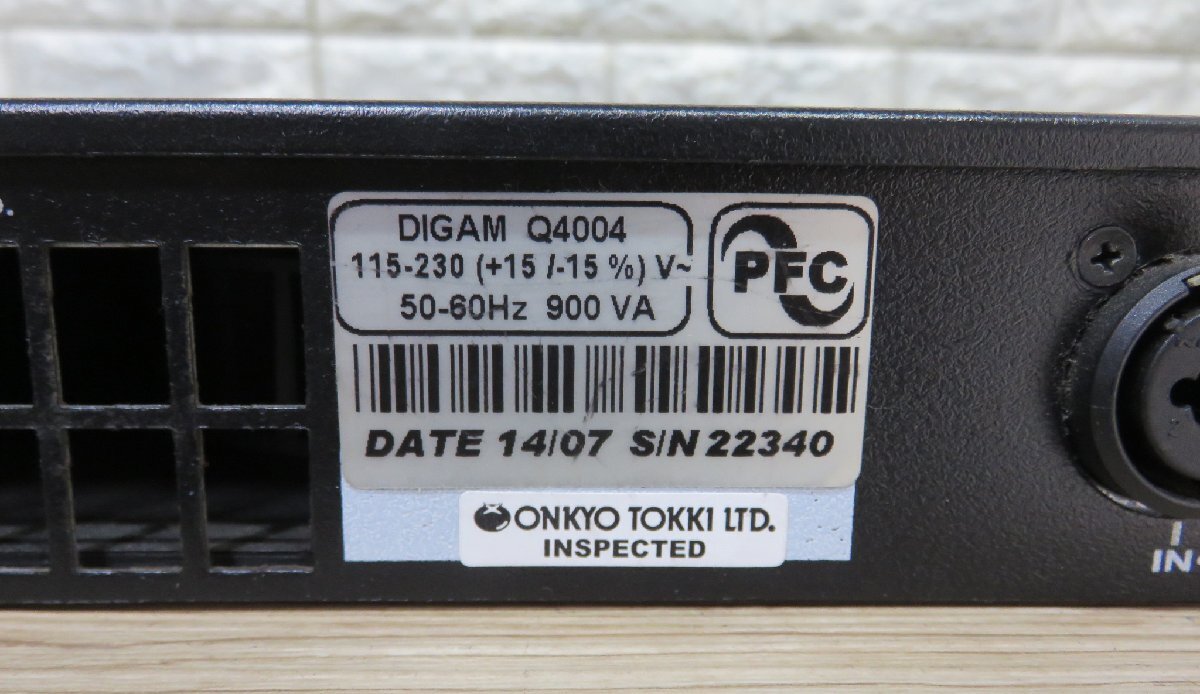 DIGAM Q4004
115-230 (+15 /-15 %) V~
50-60Hz 900 VA
PFC
DATE 14/07 S/N 22340
ONKYO TOKKI LTD.
INSPECTED
IN